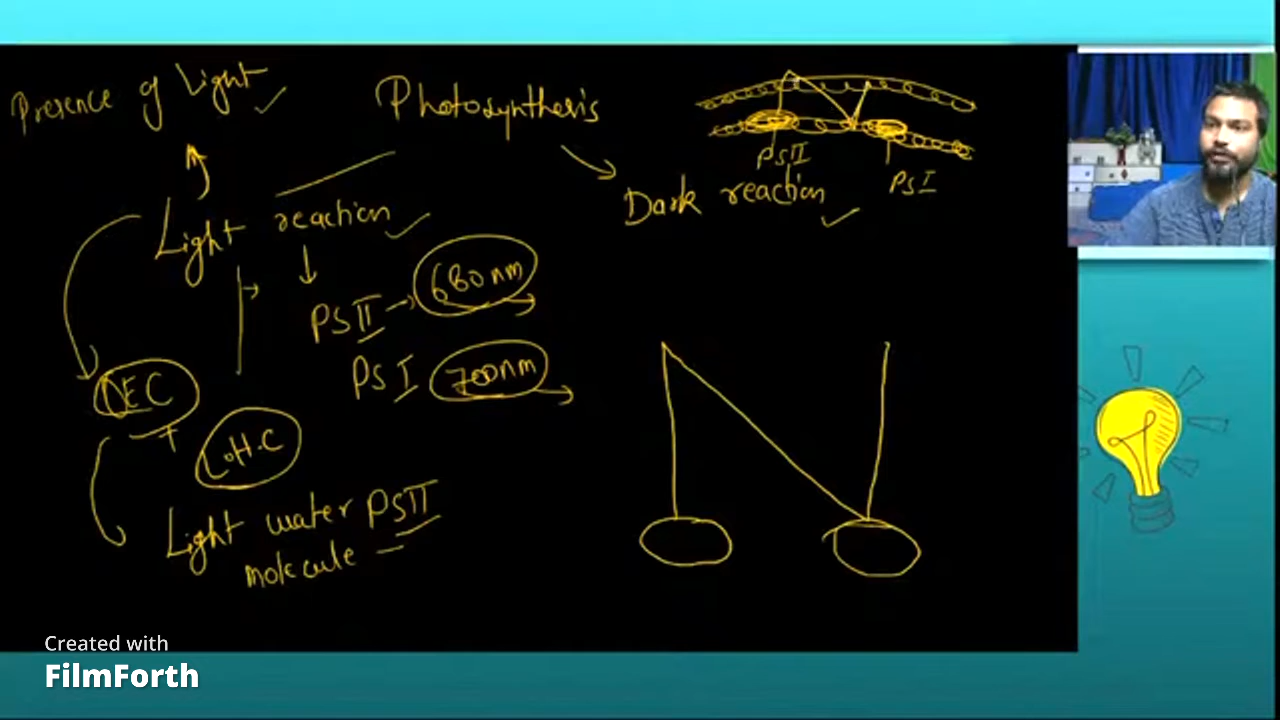 Presence of Light
Photosynthesis
PSII
PS I
Dark reaction
Light reaction
PSII → 680nm
PS I 700nm
OEC
+
L.H.C
Light water PSII
molecule
Created with
FilmForth